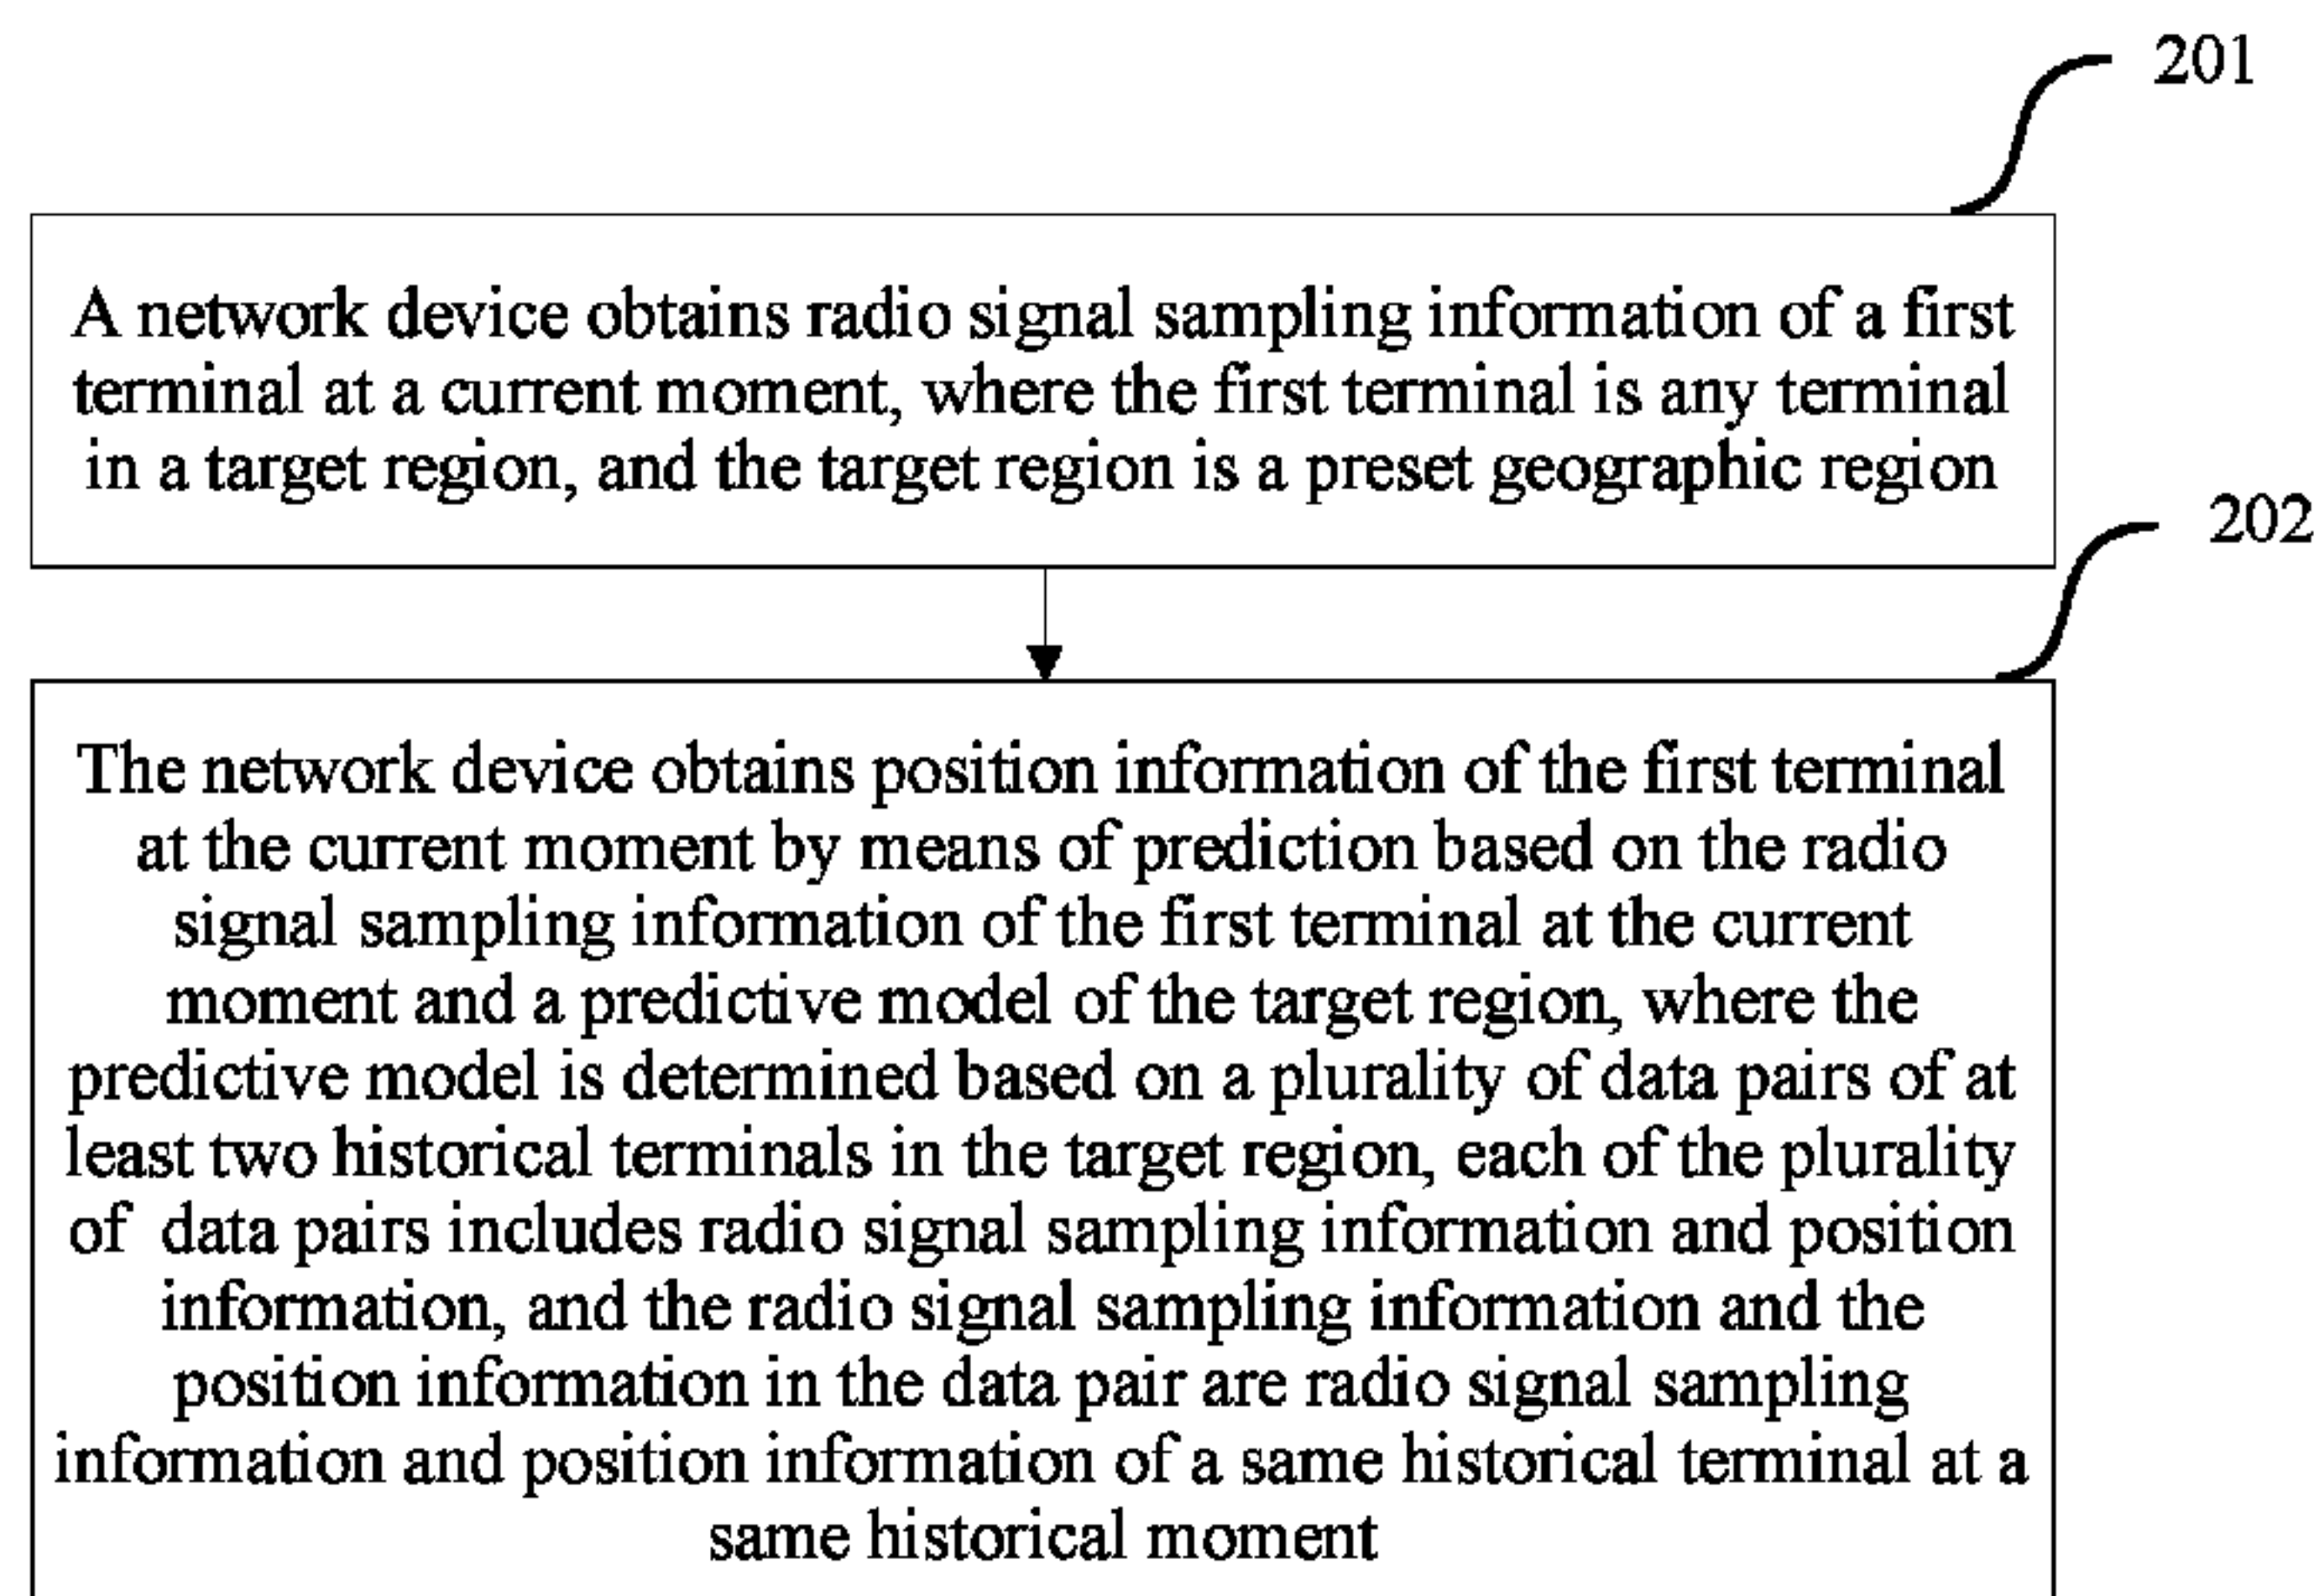 201
A network device obtains radio signal sampling information of a first
terminal at a current moment, where the first terminal is any terminal
in a target region, and the target region is a preset geographic region
202
The network device obtains position information of the first terminal
at the current moment by means of prediction based on the radio
signal sampling information of the first terminal at the current
moment and a predictive model of the target region, where the
predictive model is determined based on a plurality of data pairs of at
least two historical terminals in the target region, each of the plurality
of data pairs includes radio signal sampling information and position
information, and the radio signal sampling information and the
position information in the data pair are radio signal sampling
information and position information of a same historical terminal at a
same historical moment